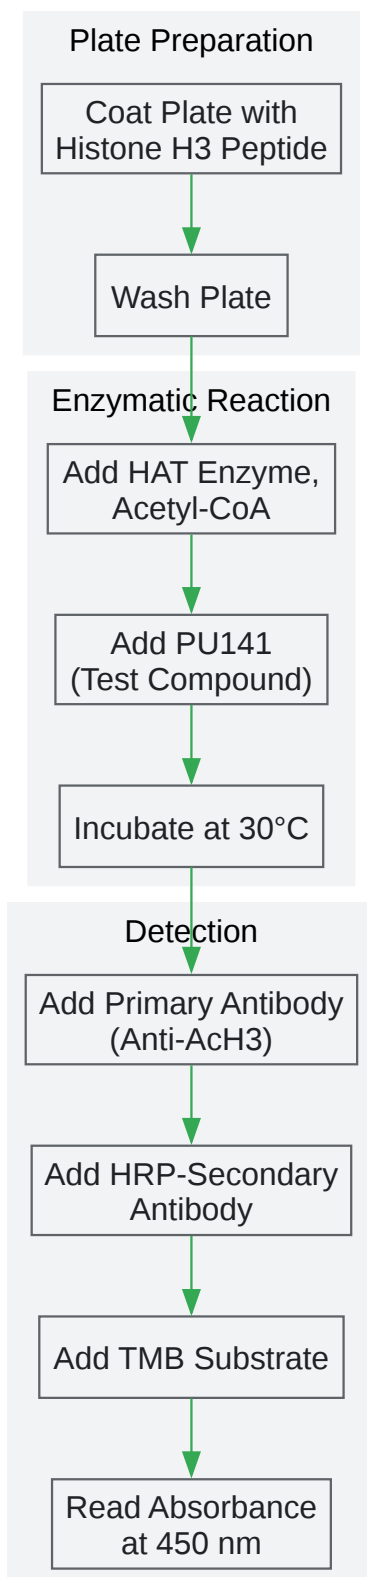 Plate Preparation
Coat Plate with
Histone H3 Peptide
Wash Plate
Enzymatic Reaction
Add HAT Enzyme,
Acetyl-CoA
Add PU141
(Test Compound)
Incubate at 30°C
Detection
Add Primary Antibody
(Anti-AcH3)
Add HRP-Secondary
Antibody
Add TMB Substrate
Read Absorbance
at 450 nm